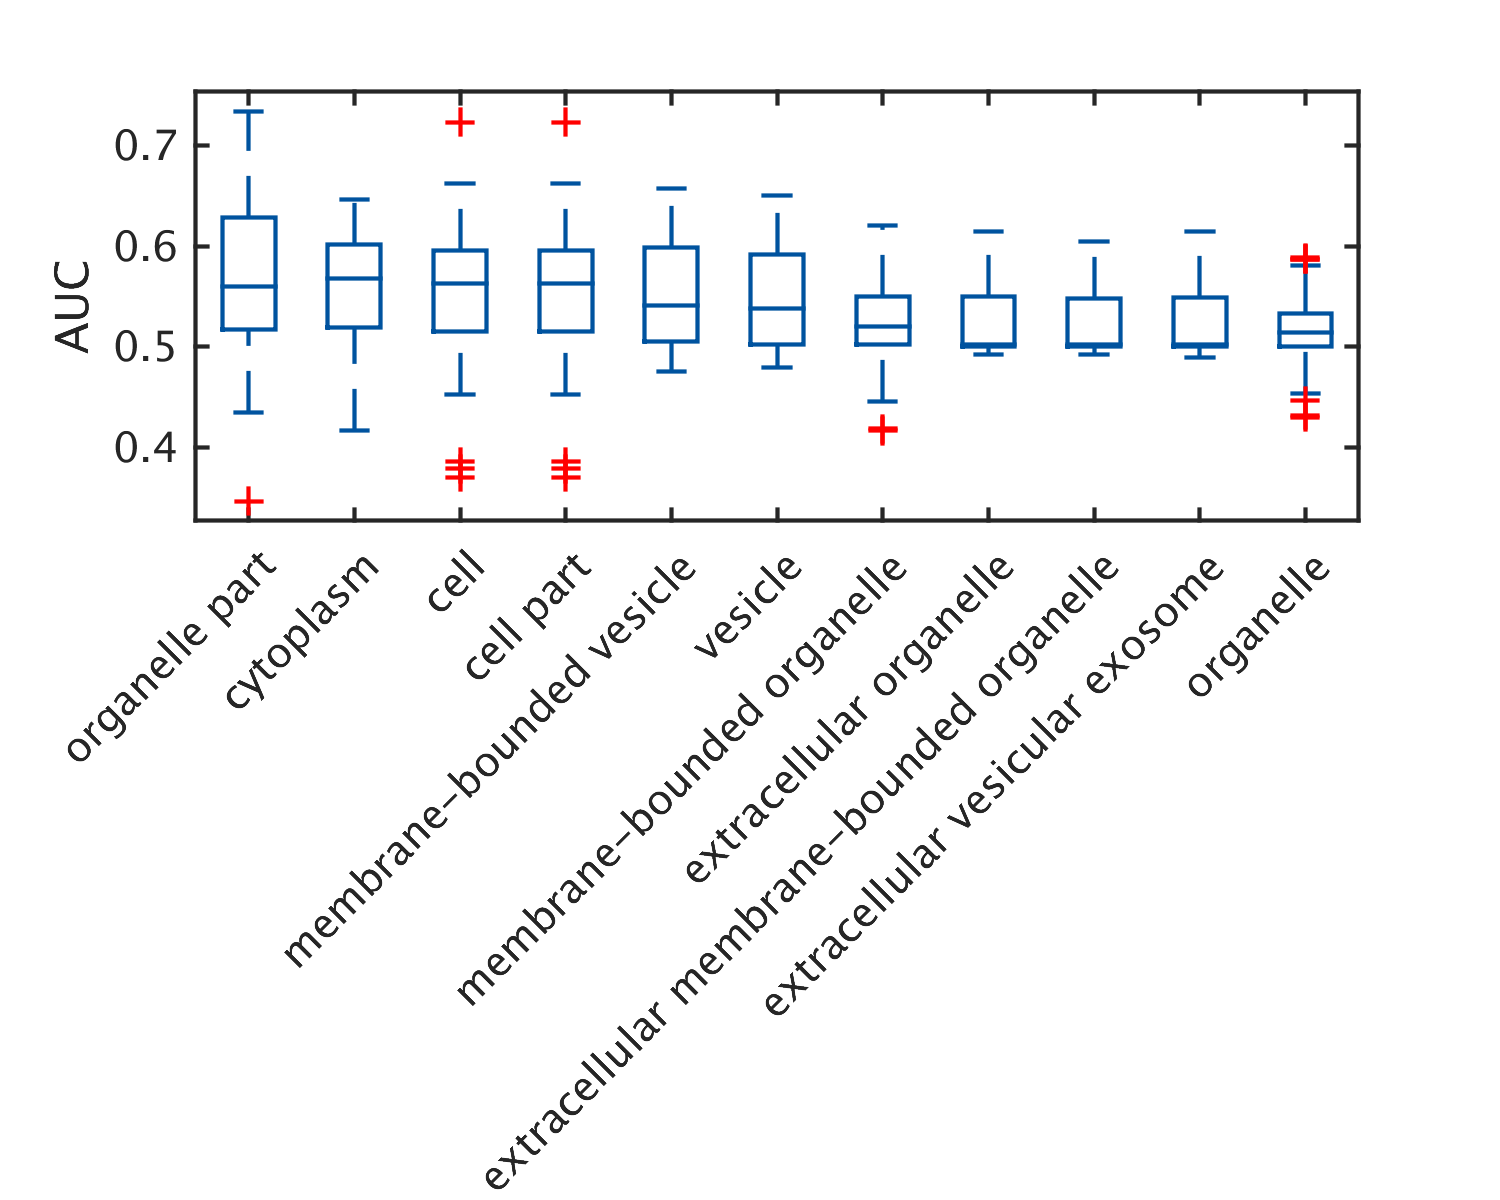 AUC
0.7
0.6
0.5
0.4
organelle part
cytoplasm
cell
cell part
membrane−bounded vesicle
vesicle
membrane−bounded organelle
extracellular organelle
extracellular membrane−bounded organelle
extracellular vesicular exosome
organelle